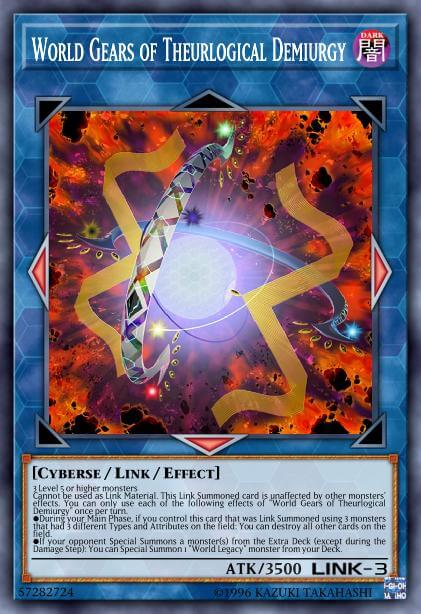 World Gears of Theurlogical Demiurgy
DARK
闇
[Cyberse / Link / Effect]
3 Level 5 or higher monsters
Cannot be used as Link Material. This Link Summoned card is unaffected by other monsters'
effects. You can only use each of the following effects of "World Gears of Theurlogical
Demiurgy" once per turn.
●During your Main Phase, if you control this card that was Link Summoned using 3 monsters
that had 3 different Types and Attributes on the field: You can destroy all other cards on the
field.
●If your opponent Special Summons a monster(s) from the Extra Deck (except during the
Damage Step): You can Special Summon 1 "World Legacy" monster from your Deck.
ATK/3500 LINK-3
57282724
©1996 KAZUKI TAKAHASHI